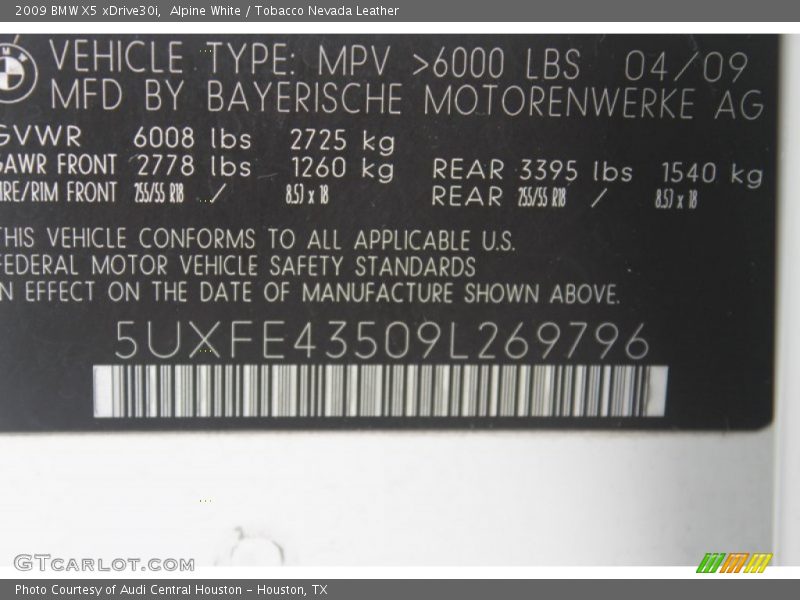 2009 BMW X5 xDrive30i,  Alpine White / Tobacco Nevada Leather
VEHICLE TYPE: MPV >6000 LBS 04/09
MFD BY BAYERISCHE MOTORENWERKE AG
GVWR 6008 lbs 2725 kg
GAWR FRONT 2778 lbs 1260 kg REAR 3395 lbs 1540 kg
TIRE/RIM FRONT 255/55 R18 / 8.5J x 18 REAR 255/55 R18 / 8.5J x 18
THIS VEHICLE CONFORMS TO ALL APPLICABLE U.S.
FEDERAL MOTOR VEHICLE SAFETY STANDARDS
IN EFFECT ON THE DATE OF MANUFACTURE SHOWN ABOVE.
5UXFE43509L269796
GTCARLOT.COM
Photo Courtesy of Audi Central Houston - Houston, TX